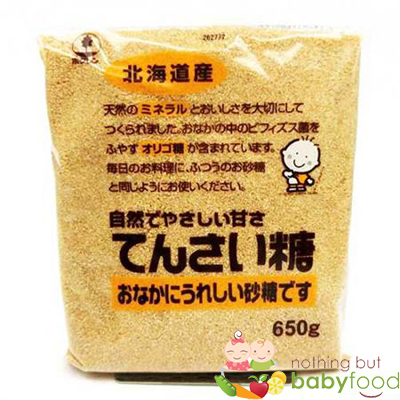 262772
ホクレン
北海道産
天然のミネラルとおいしさを大切にして
つくられました。おなかの中のビフィズス菌を
ふやすオリゴ糖が含まれています。
毎日のお料理に、ふつうのお砂糖
と同じようにお使いください。
自然でやさしい甘さ
てんさい糖
おなかにうれしい砂糖です
650g
nothing but
babyfood